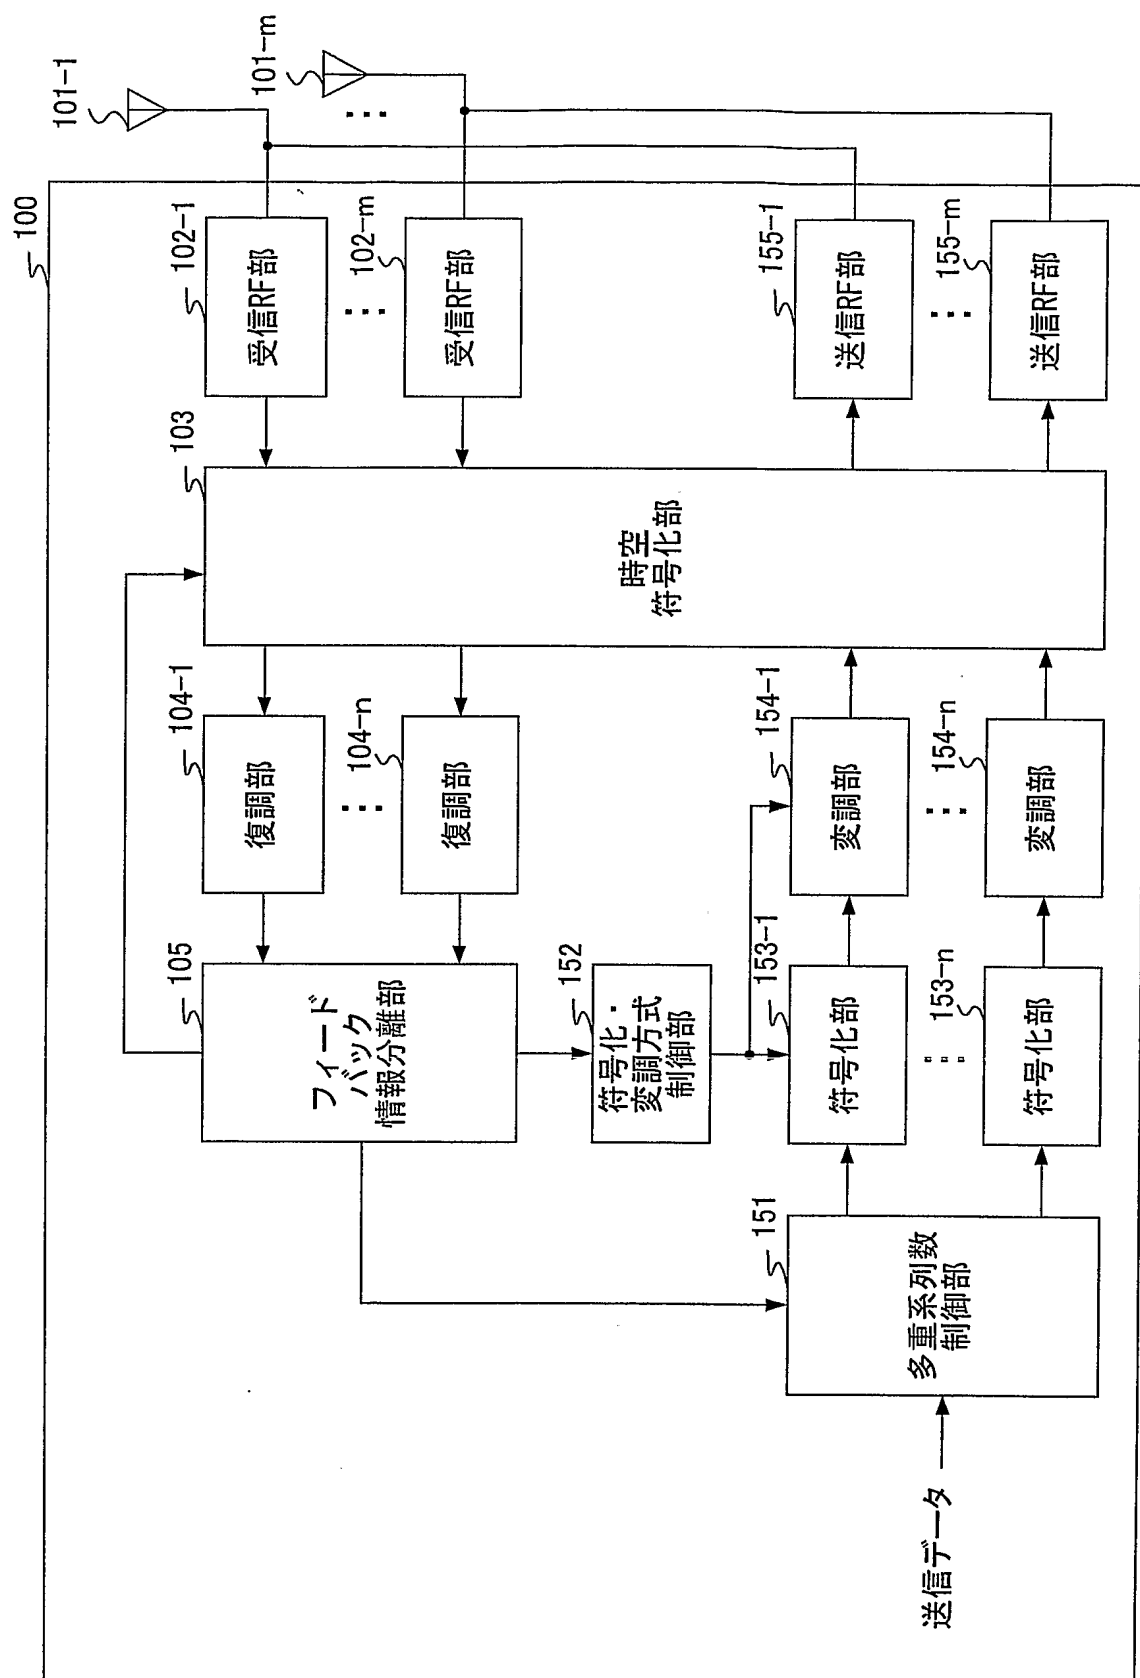 100
101-1
101-m
102-1
受信RF部
102-m
受信RF部
103
時空
符号化部
104-1
復調部
104-n
復調部
105
フィード
バック
情報分離部
152
符号化・
変調方式
制御部
151
多重系列数
制御部
送信データ
153-1
符号化部
153-n
符号化部
154-1
変調部
154-n
変調部
155-1
送信RF部
155-m
送信RF部